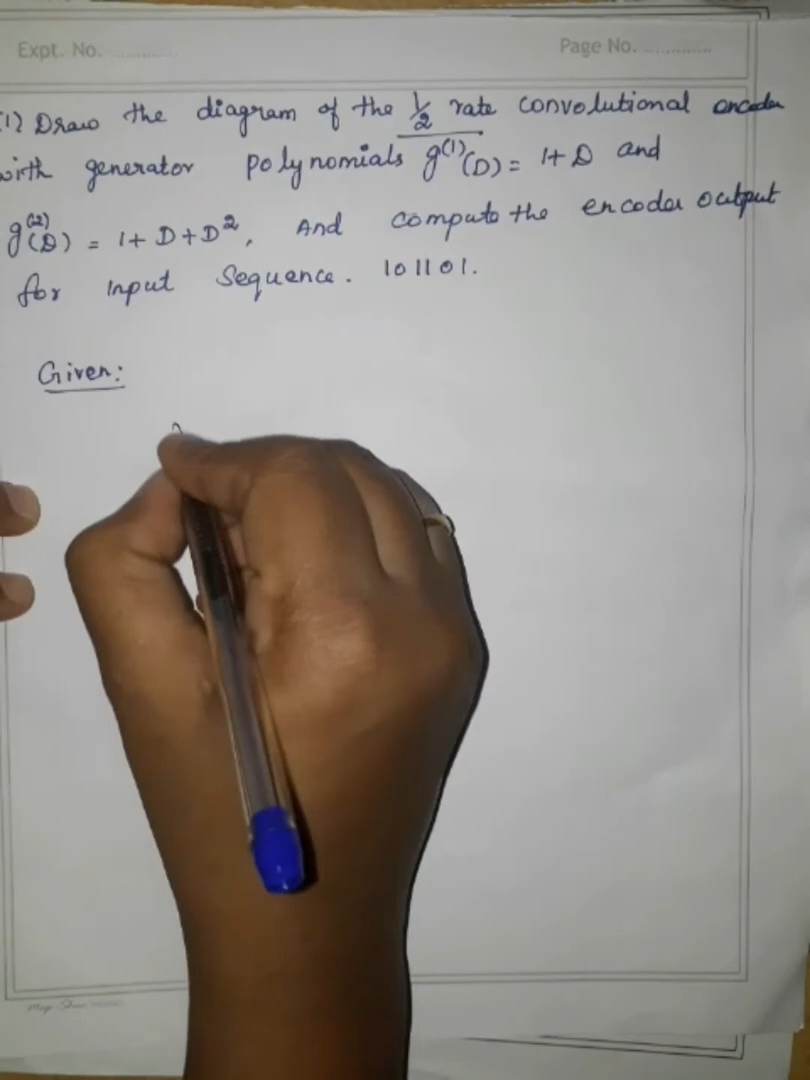 Expt. No. ..............
Page No. ..............
(1) Draw the diagram of the 1/2 rate convolutional encoder
with generator polynomials g⁽¹⁾(D) = 1+D and
g⁽²⁾(D) = 1+D+D², And compute the encoder output
for input Sequence. 101101.
Given: